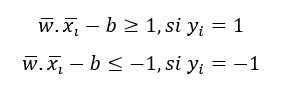 w̅.x̅ᵢ − b ≥ 1, si yᵢ = 1
w̅.x̅ᵢ − b ≤ −1, si yᵢ = −1